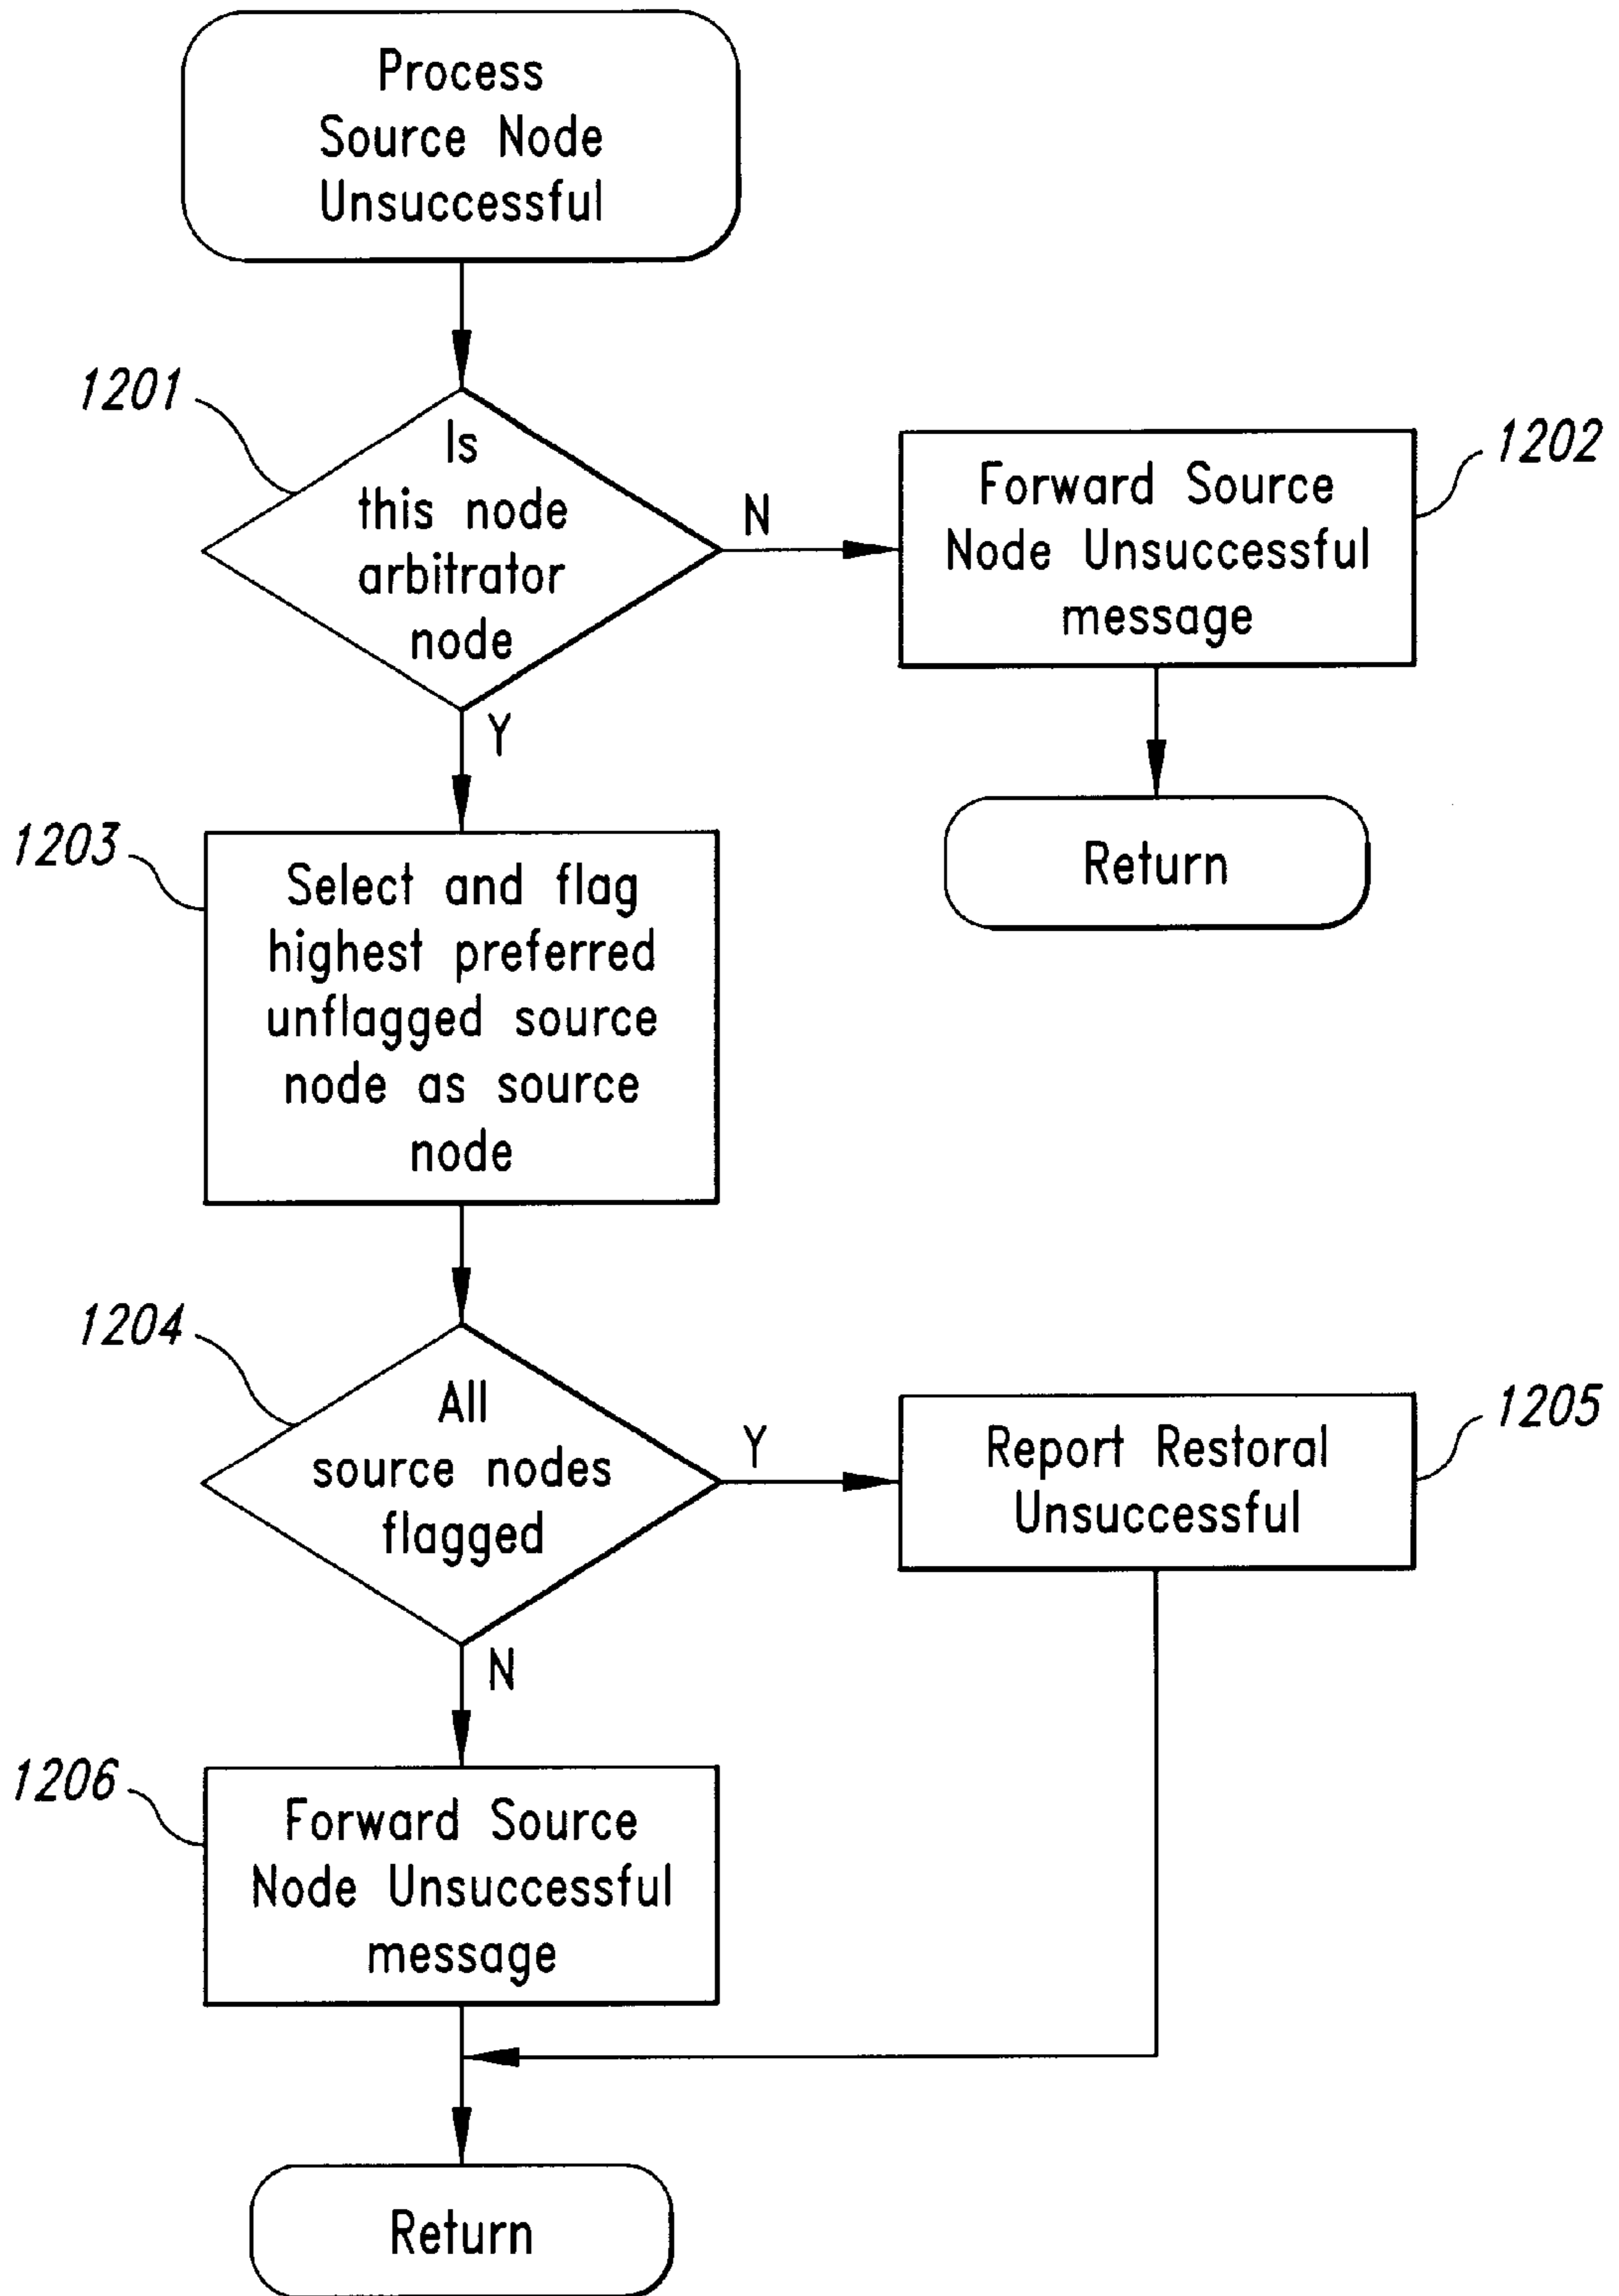 Process
Source Node
Unsuccessful
1201
Is
this node
arbitrator
node
N
Y
1202
Forward Source
Node Unsuccessful
message
Return
1203
Select and flag
highest preferred
unflagged source
node as source
node
1204
All
source nodes
flagged
Y
N
1205
Report Restoral
Unsuccessful
1206
Forward Source
Node Unsuccessful
message
Return